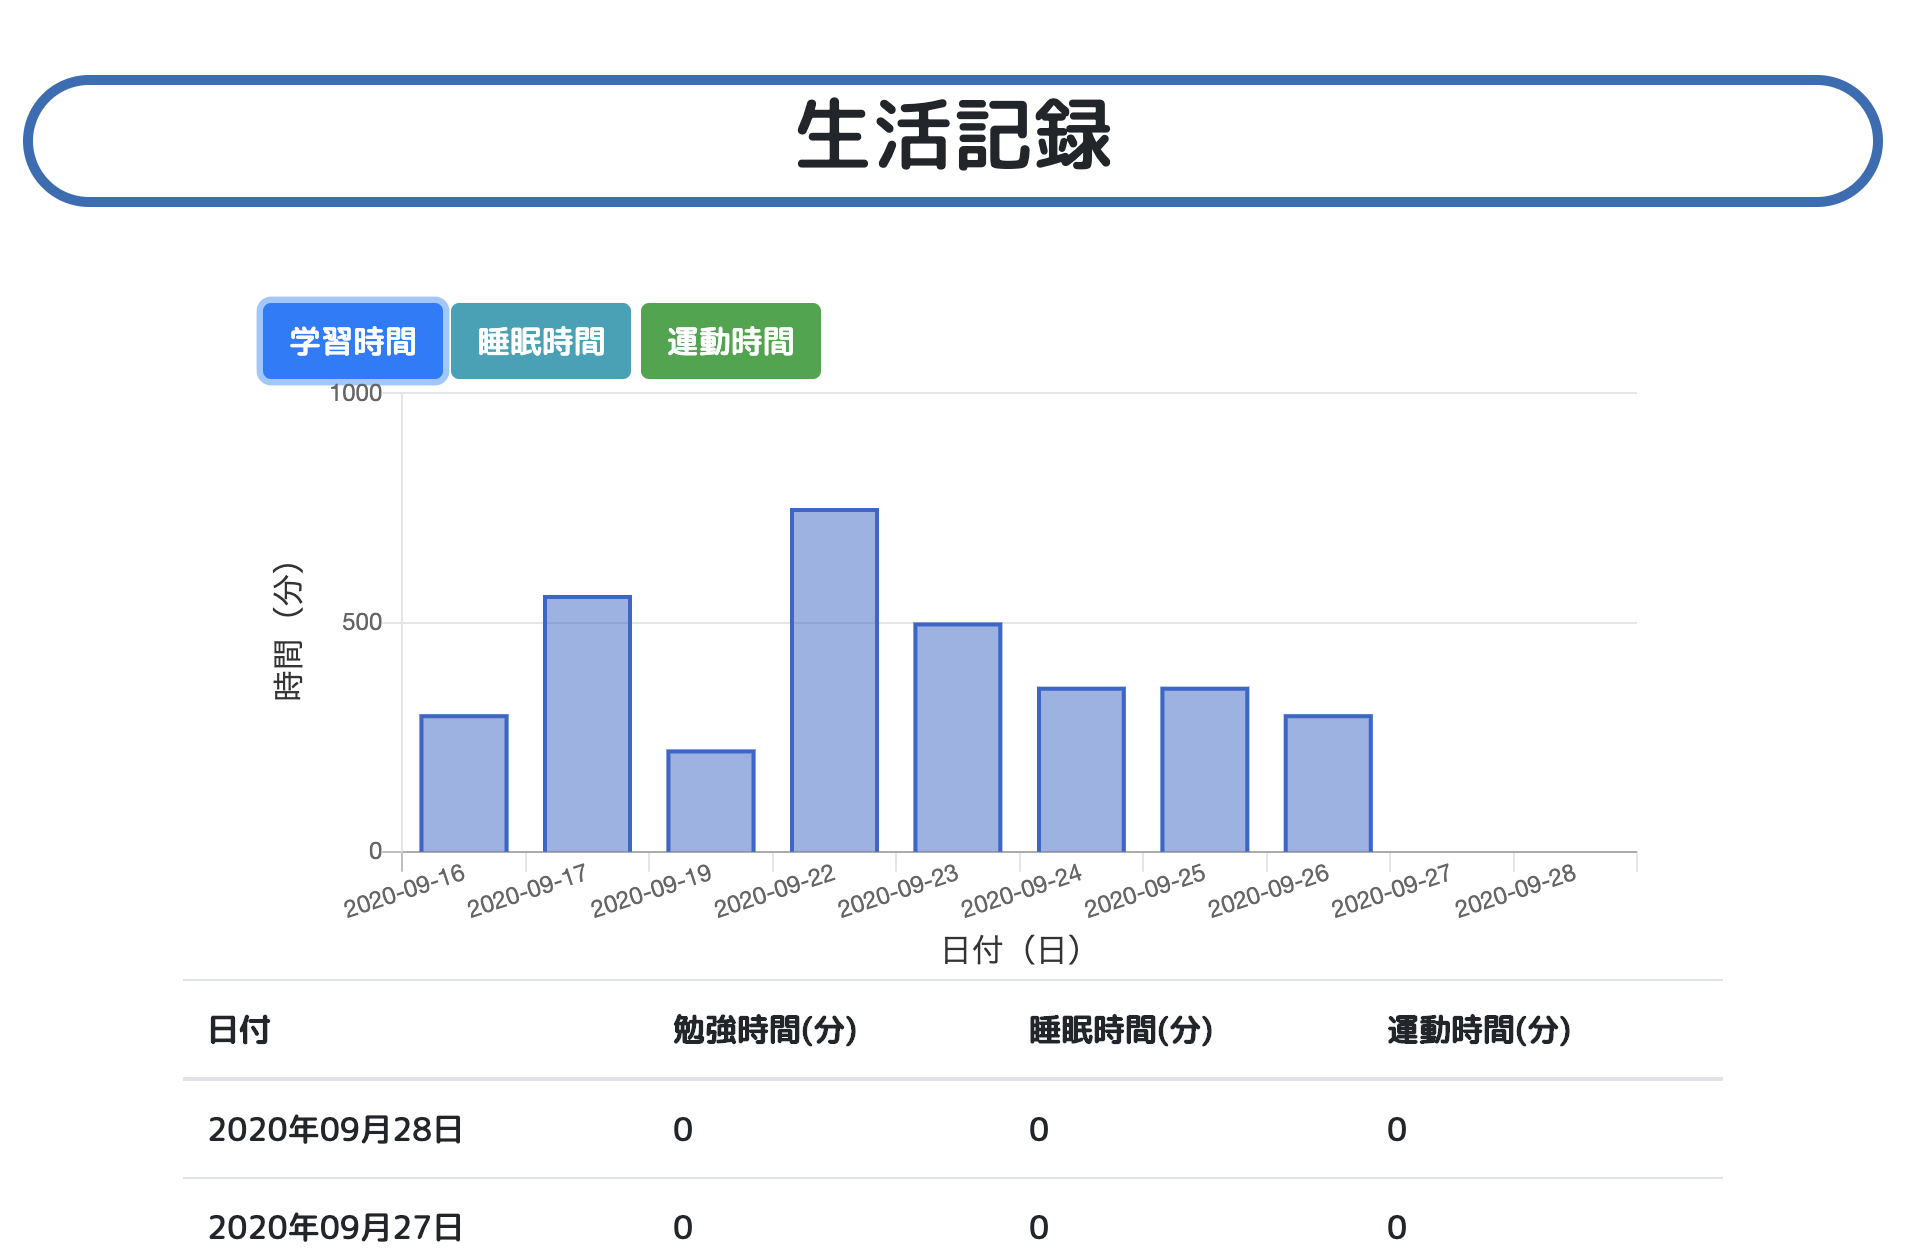 生活記録
学習時間 睡眠時間 運動時間
1000
500
0
時間（分）
2020-09-16 2020-09-17 2020-09-19 2020-09-22 2020-09-23 2020-09-24 2020-09-25 2020-09-26 2020-09-27 2020-09-28
日付（日）
日付 勉強時間(分) 睡眠時間(分) 運動時間(分)
2020年09月28日 0 0 0
2020年09月27日 0 0 0